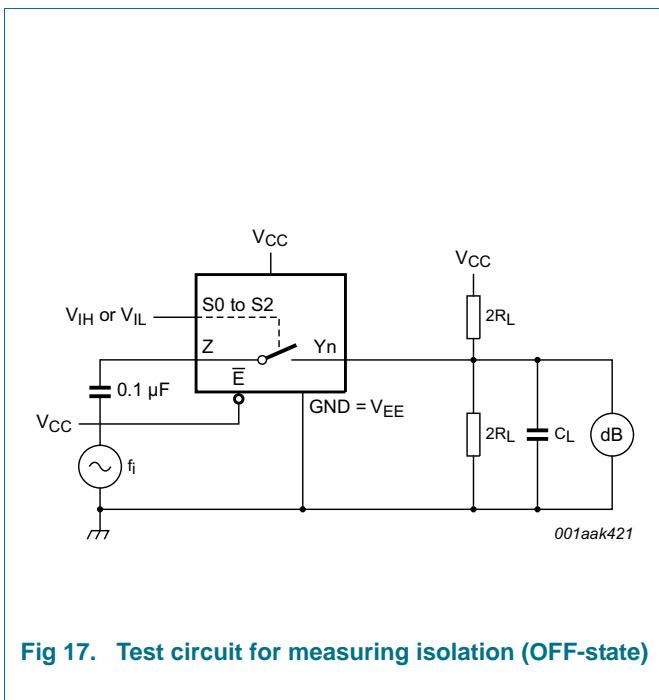 VCC
VCC
S0 to S2
VIH or VIL
2RL
Z
Yn
E̅
0.1 µF
GND = VEE
VCC
2RL
CL
dB
fi
001aak421
Fig 17. Test circuit for measuring isolation (OFF-state)